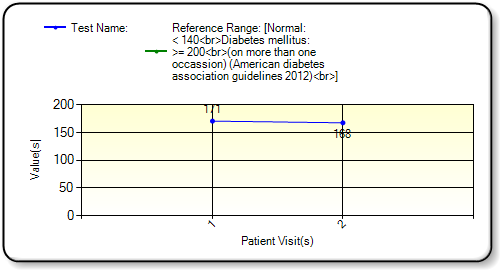 Test Name:
Reference Range: [Normal:
< 140<br>Diabetes mellitus:
>= 200<br>(on more than one
occassion) (American diabetes
association guidelines 2012)<br>]
200
171
150
168
100
50
0
Value(s)
1
2
Patient Visit(s)